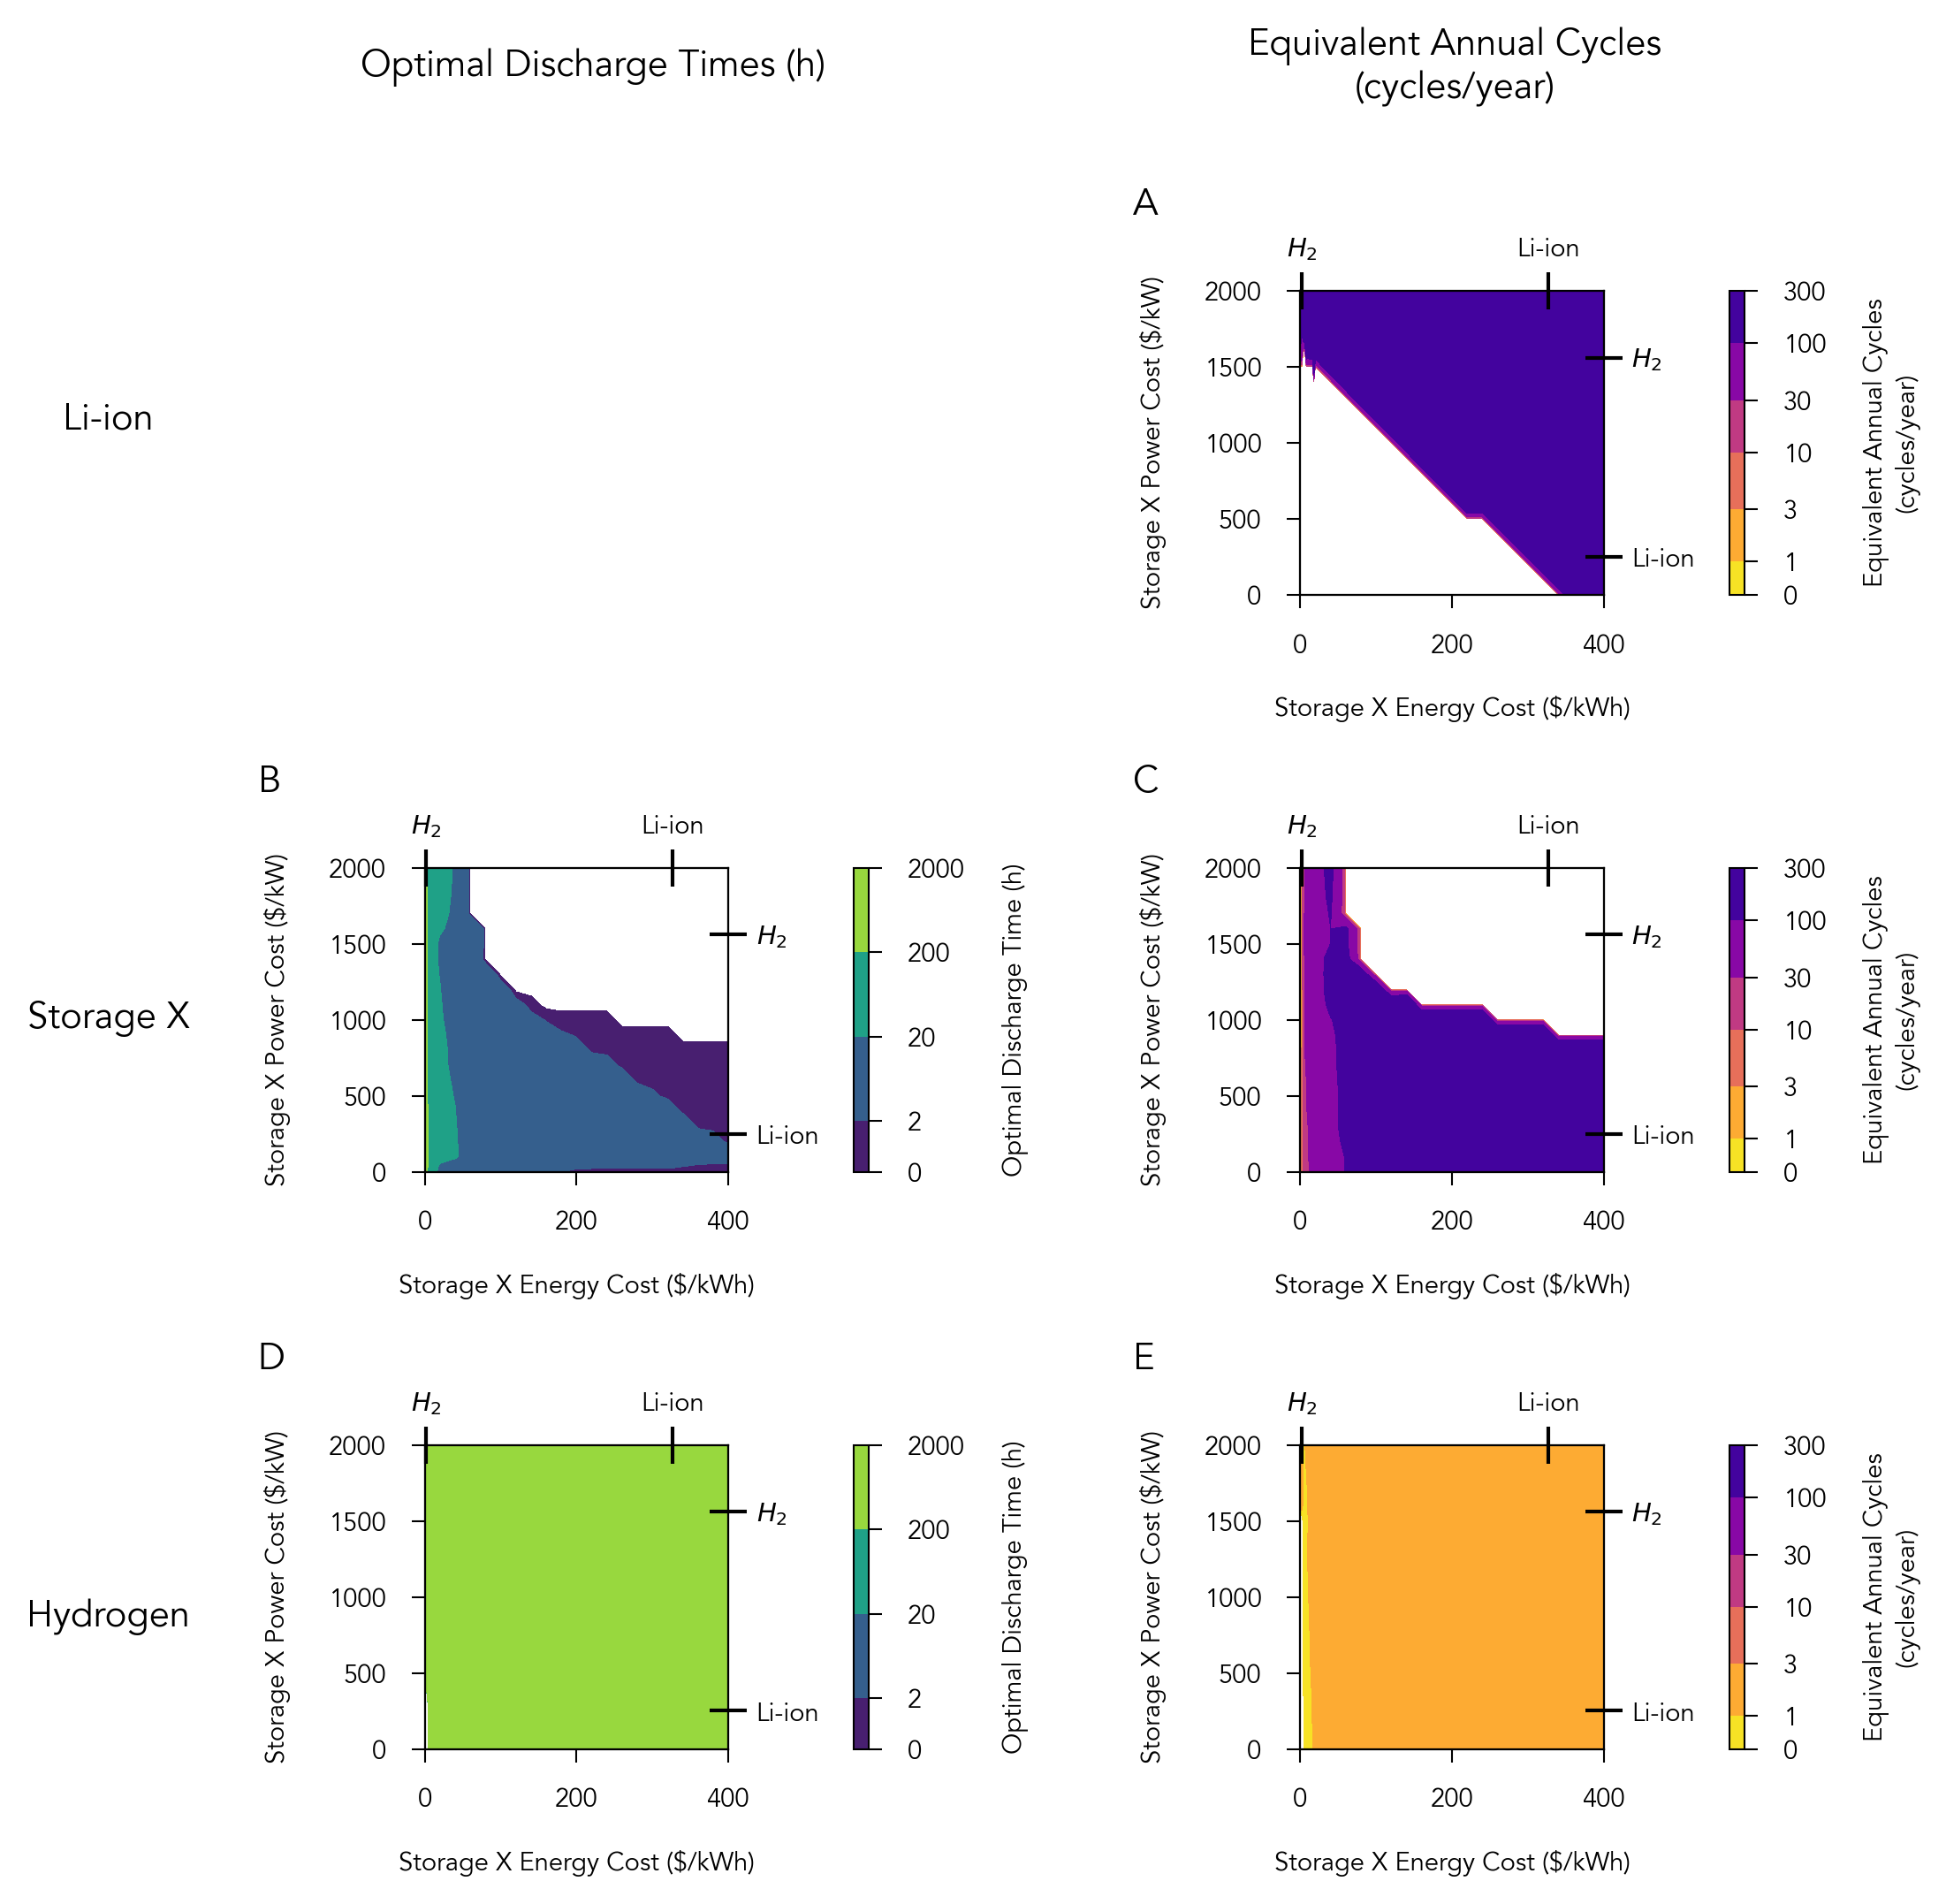 Optimal Discharge Times (h)
Equivalent Annual Cycles
(cycles/year)
Li-ion
A
H2
Li-ion
Storage X Power Cost ($/kW)
2000
1500
1000
500
0
H2
Li-ion
0
200
400
Storage X Energy Cost ($/kWh)
300
100
30
10
3
1
0
Equivalent Annual Cycles
(cycles/year)
Storage X
B
H2
Li-ion
Storage X Power Cost ($/kW)
2000
1500
1000
500
0
H2
Li-ion
0
200
400
Storage X Energy Cost ($/kWh)
2000
200
20
2
0
Optimal Discharge Time (h)
C
H2
Li-ion
Storage X Power Cost ($/kW)
2000
1500
1000
500
0
H2
Li-ion
0
200
400
Storage X Energy Cost ($/kWh)
300
100
30
10
3
1
0
Equivalent Annual Cycles
(cycles/year)
Hydrogen
D
H2
Li-ion
Storage X Power Cost ($/kW)
2000
1500
1000
500
0
H2
Li-ion
0
200
400
Storage X Energy Cost ($/kWh)
2000
200
20
2
0
Optimal Discharge Time (h)
E
H2
Li-ion
Storage X Power Cost ($/kW)
2000
1500
1000
500
0
H2
Li-ion
0
200
400
Storage X Energy Cost ($/kWh)
300
100
30
10
3
1
0
Equivalent Annual Cycles
(cycles/year)